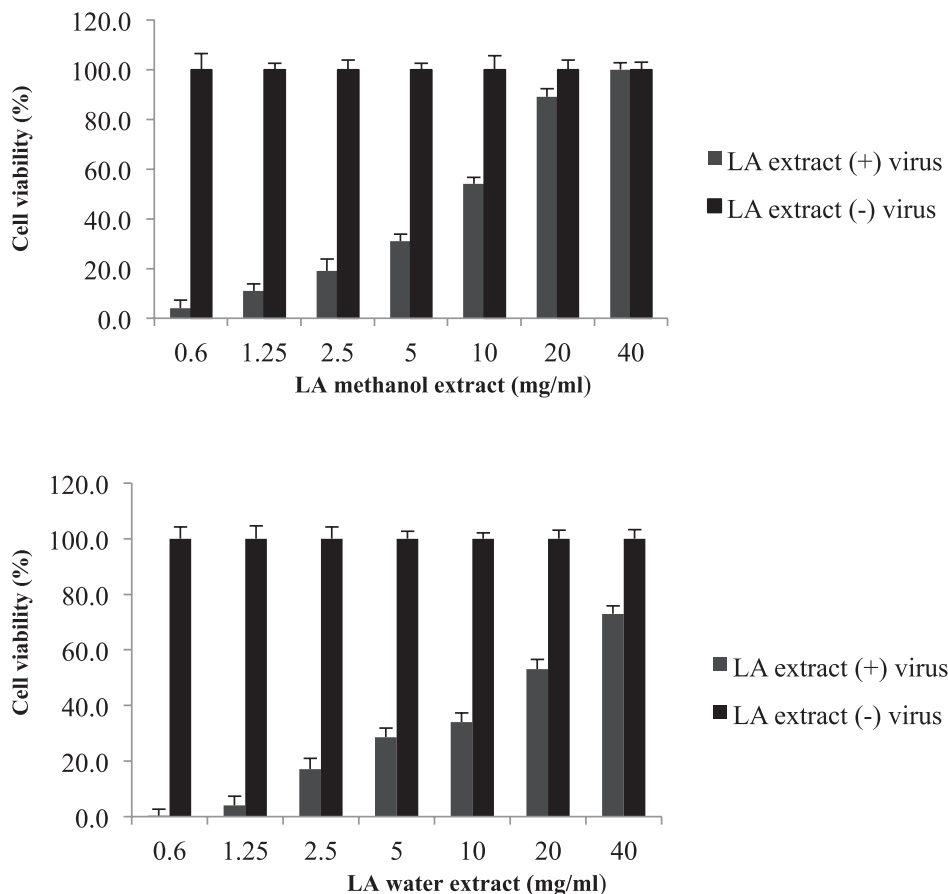 120.0
100.0
80.0
60.0
40.0
20.0
0.0
Cell viability (%)
0.6 1.25 2.5 5 10 20 40
LA methanol extract (mg/ml)
LA extract (+) virus
LA extract (-) virus
120.0
100.0
80.0
60.0
40.0
20.0
0.0
Cell viability (%)
0.6 1.25 2.5 5 10 20 40
LA water extract (mg/ml)
LA extract (+) virus
LA extract (-) virus